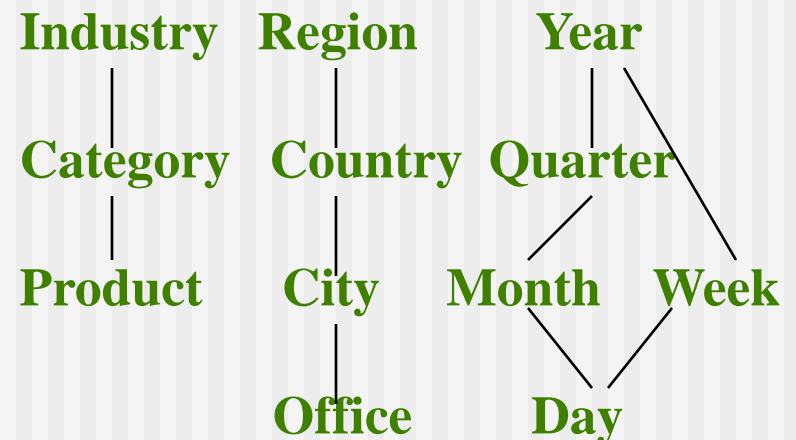 Industry Region Year
Category Country Quarter
Product City Month Week
Office Day